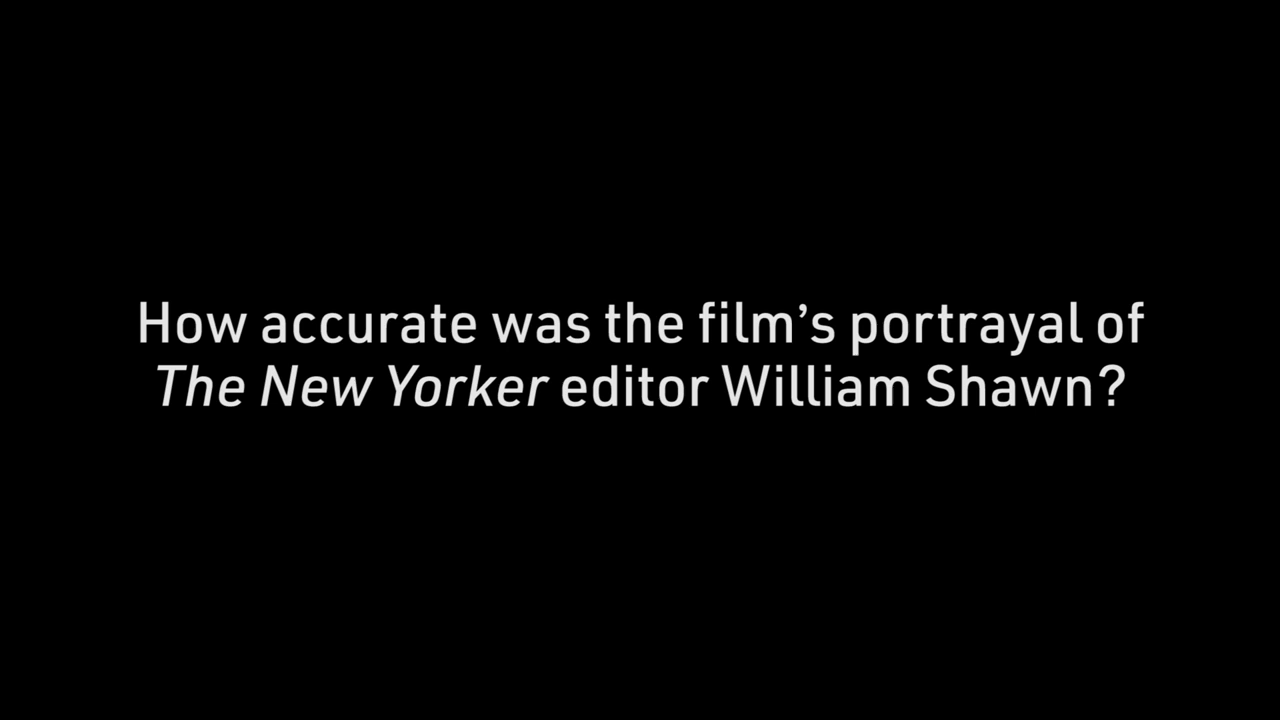 How accurate was the film’s portrayal of
The New Yorker editor William Shawn?